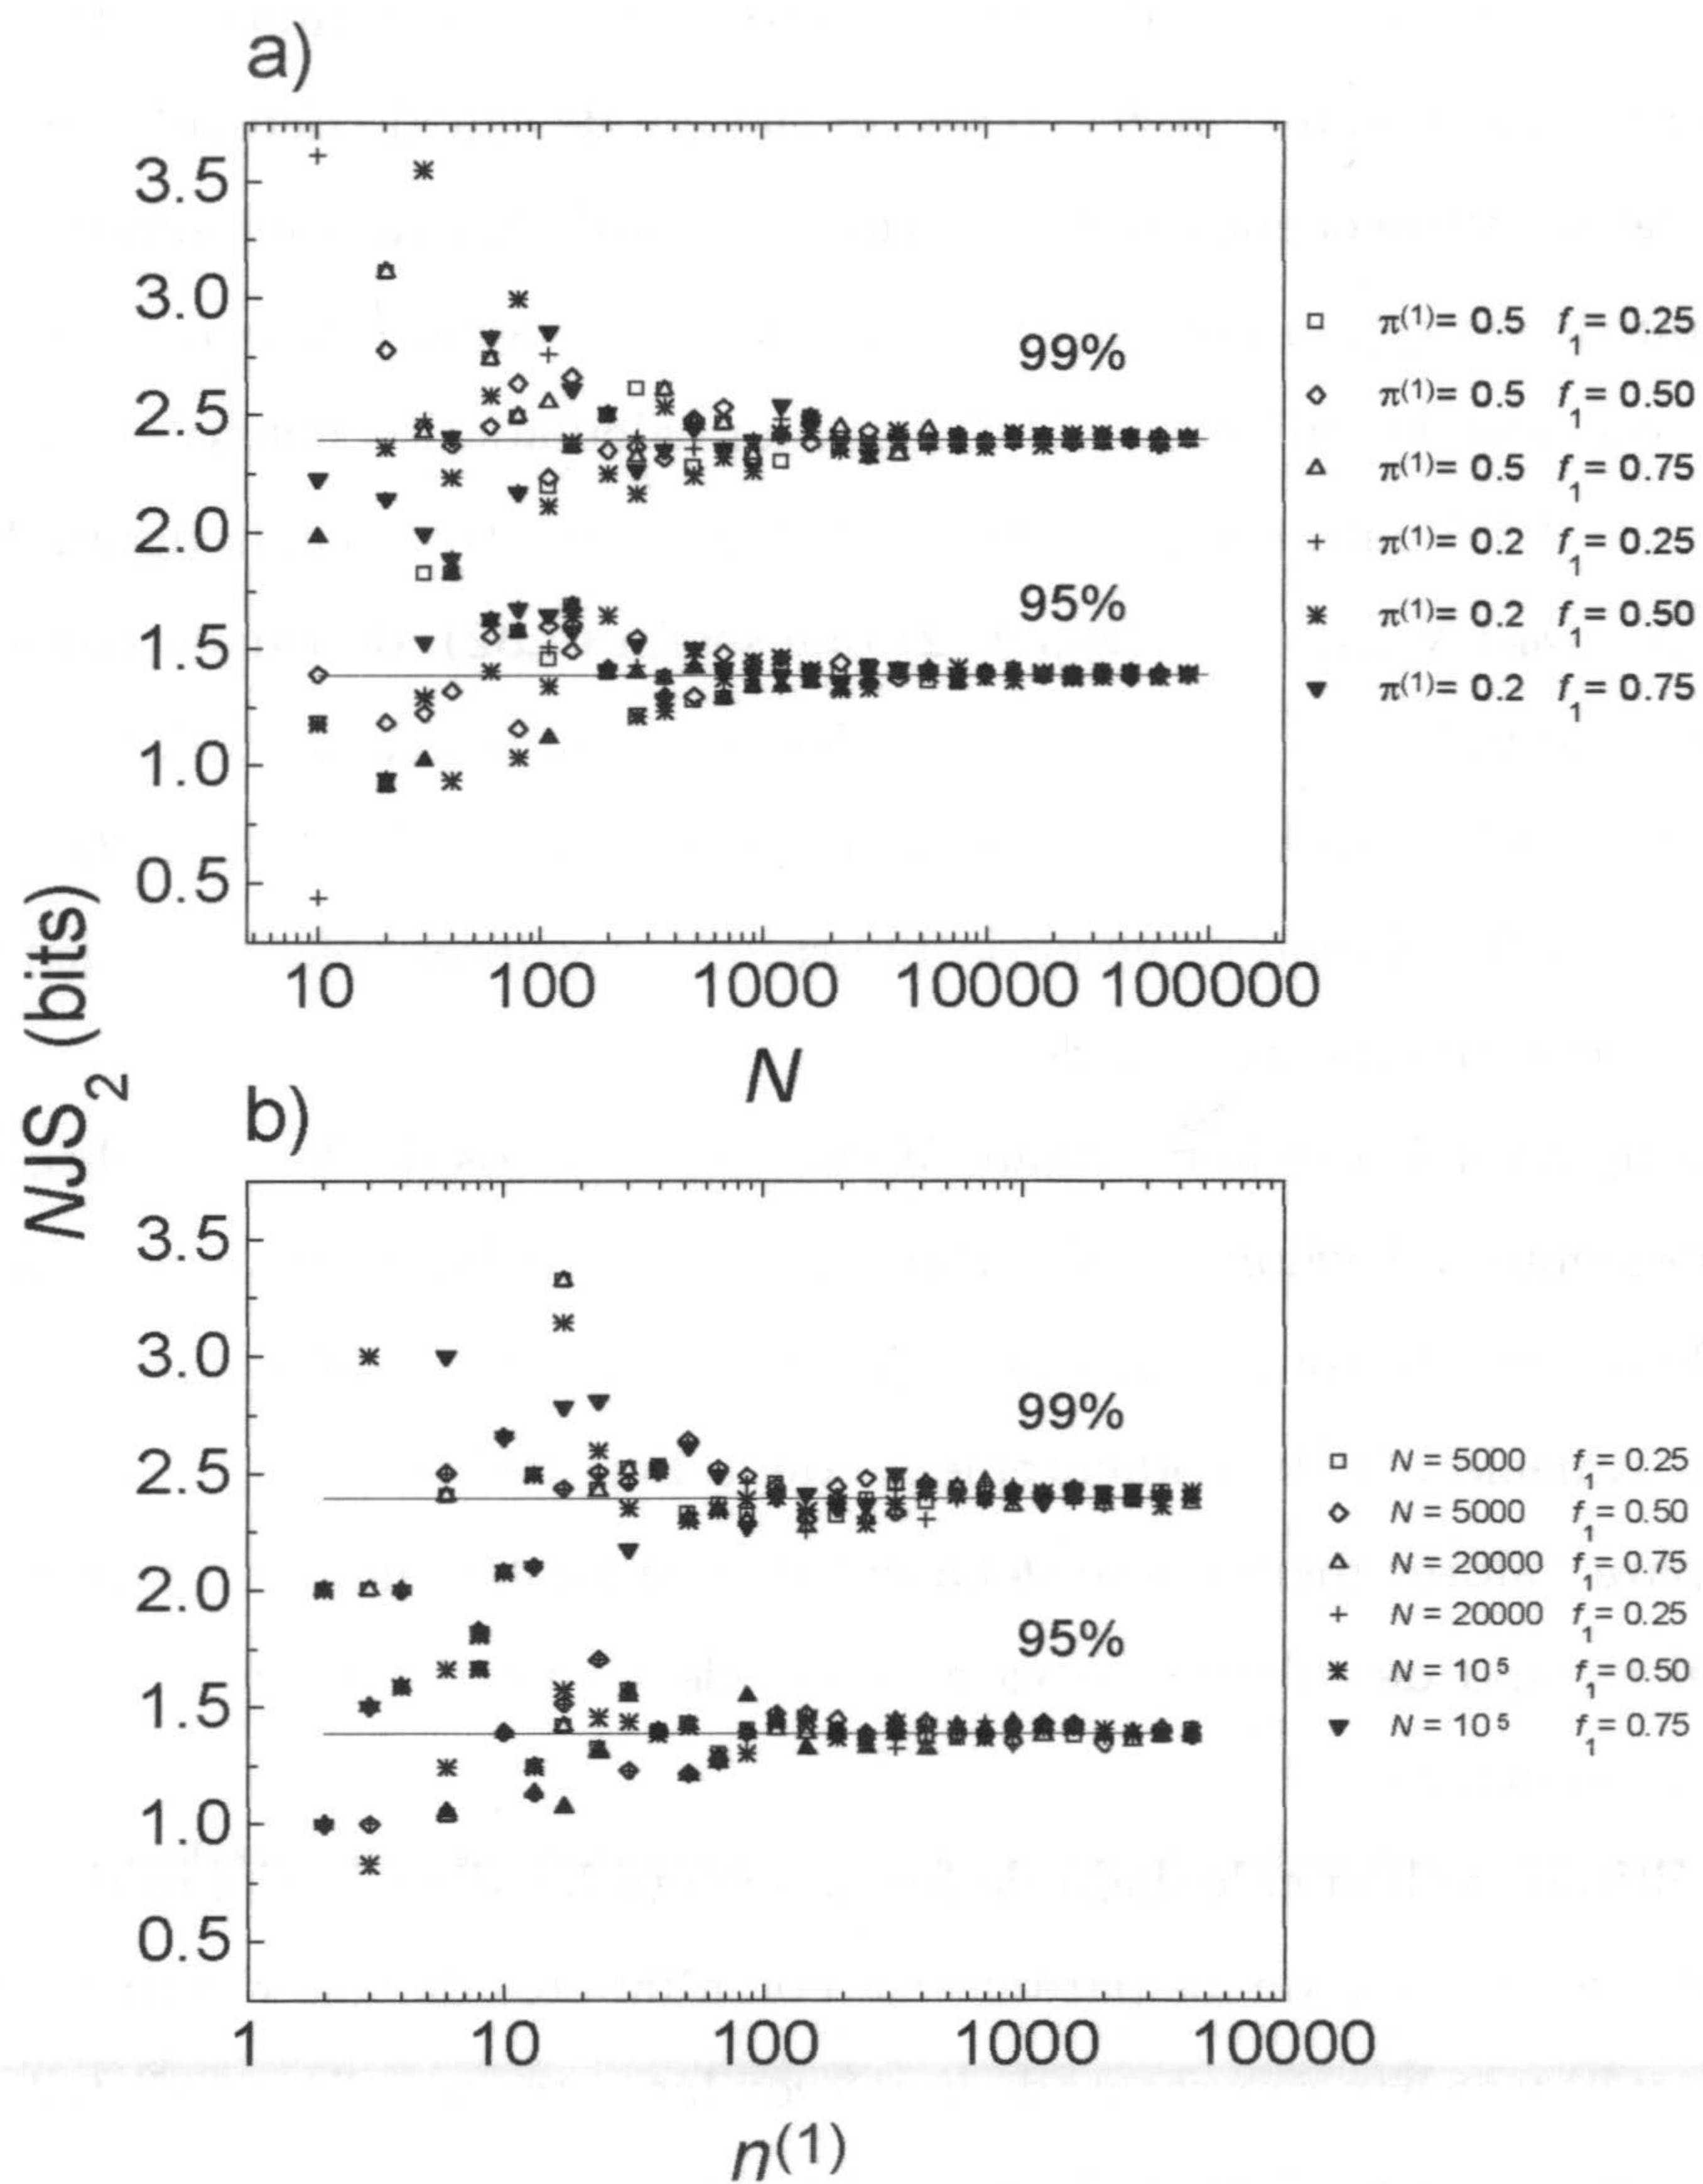 a)
3.5
3.0
2.5
2.0
1.5
1.0
0.5
99%
95%
10 100 1000 10000 100000
N
π(1)= 0.5 f1= 0.25
π(1)= 0.5 f1= 0.50
π(1)= 0.5 f1= 0.75
π(1)= 0.2 f1= 0.25
π(1)= 0.2 f1= 0.50
π(1)= 0.2 f1= 0.75
NJS2 (bits)
b)
3.5
3.0
2.5
2.0
1.5
1.0
0.5
99%
95%
1 10 100 1000 10000
n(1)
N = 5000 f1= 0.25
N = 5000 f1= 0.50
N = 20000 f1= 0.75
N = 20000 f1= 0.25
N = 10 5 f1= 0.50
N = 10 5 f1= 0.75